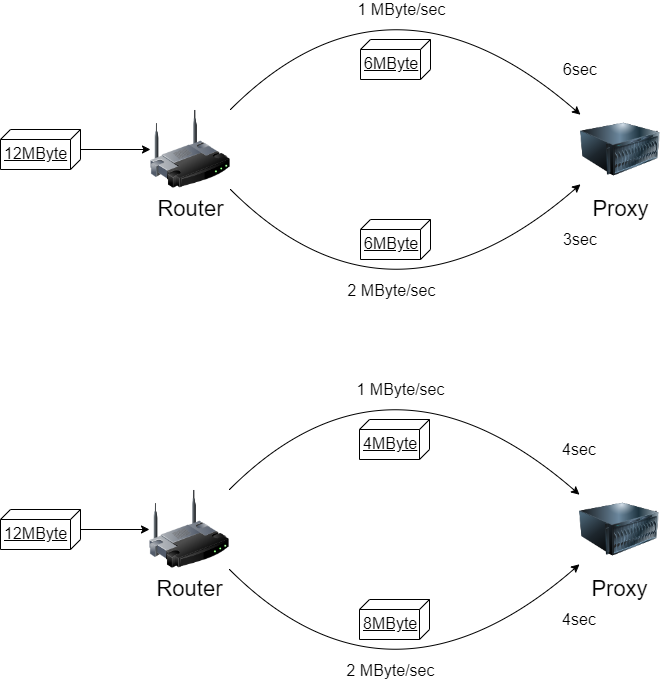 1 MByte/sec
6MByte
6sec
12MByte
Router
Proxy
6MByte
3sec
2 MByte/sec
1 MByte/sec
4MByte
4sec
12MByte
Router
Proxy
8MByte
4sec
2 MByte/sec